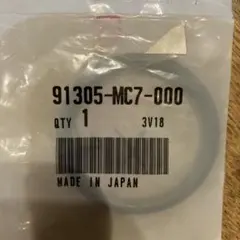 91305-MC7-000
QTY 1 3V18
MADE IN JAPAN